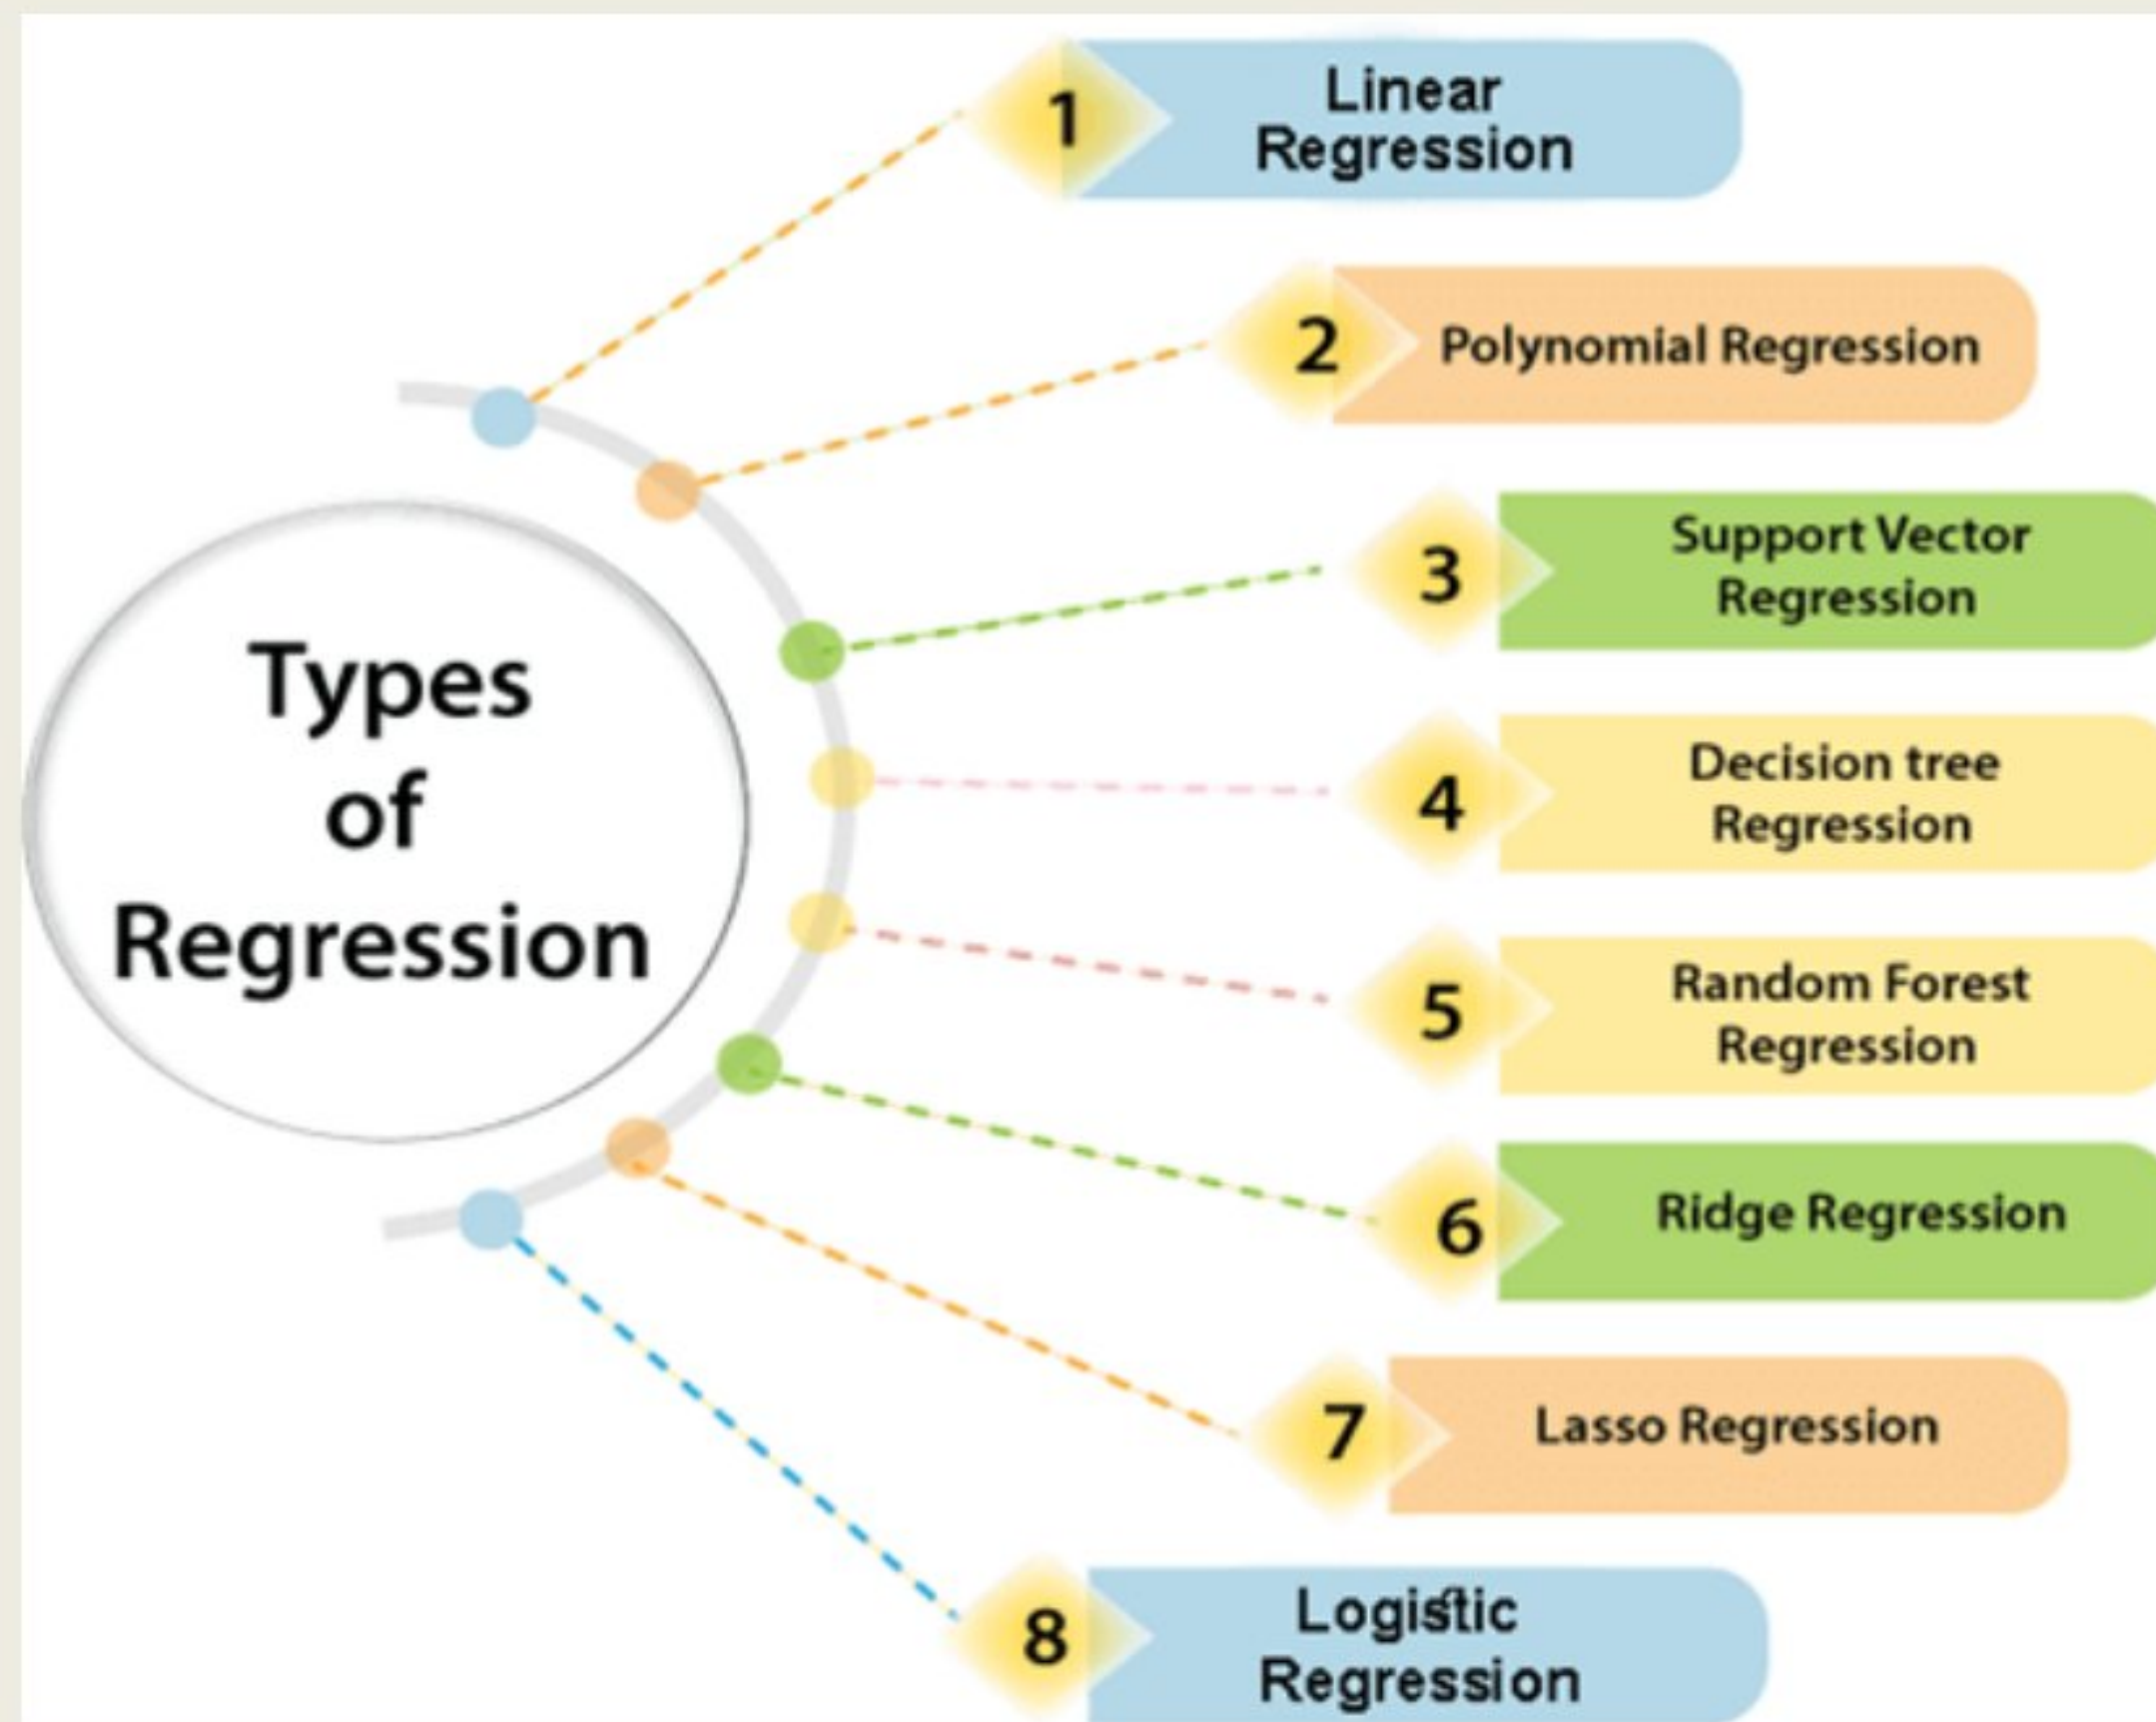 Types
of
Regression
1
Linear
Regression
2
Polynomial Regression
3
Support Vector
Regression
4
Decision tree
Regression
5
Random Forest
Regression
6
Ridge Regression
7
Lasso Regression
8
Logistic
Regression